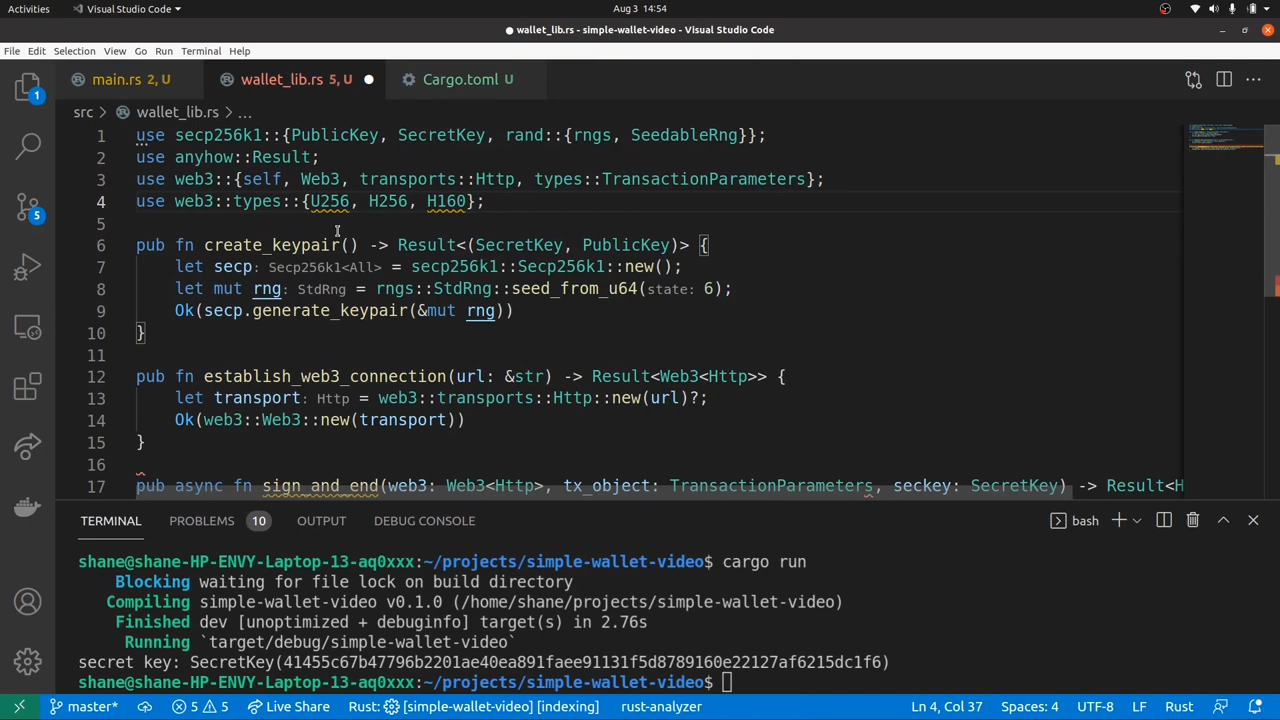 Activities
Visual Studio Code
Aug 3 14:54
wallet_lib.rs - simple-wallet-video - Visual Studio Code
File Edit Selection View Go Run Terminal Help
main.rs 2, U
wallet_lib.rs 5, U
Cargo.toml U
src > wallet_lib.rs > ...
1 use secp256k1::{PublicKey, SecretKey, rand::{rngs, SeedableRng}};
2 use anyhow::Result;
3 use web3::{self, Web3, transports::Http, types::TransactionParameters};
4 use web3::types::{U256, H256, H160};
5
6 pub fn create_keypair() -> Result<(SecretKey, PublicKey)> {
7 let secp: Secp256k1<All> = secp256k1::Secp256k1::new();
8 let mut rng: StdRng = rngs::StdRng::seed_from_u64(state: 6);
9 Ok(secp.generate_keypair(&mut rng))
10 }
11
12 pub fn establish_web3_connection(url: &str) -> Result<Web3<Http>> {
13 let transport: Http = web3::transports::Http::new(url)?;
14 Ok(web3::Web3::new(transport))
15 }
16
17 pub async fn sign_and_end(web3: Web3<Http>, tx_object: TransactionParameters, seckey: SecretKey) -> Result<H
1
5
TERMINAL PROBLEMS 10 OUTPUT DEBUG CONSOLE
bash
shane@shane-HP-ENVY-Laptop-13-aq0xxx:~/projects/simple-wallet-video$ cargo run
Blocking waiting for file lock on build directory
Compiling simple-wallet-video v0.1.0 (/home/shane/projects/simple-wallet-video)
Finished dev [unoptimized + debuginfo] target(s) in 2.76s
Running `target/debug/simple-wallet-video`
secret key: SecretKey(41455c67b47796b2201ae40ea891faee91131f5d8789160e22127af6215dc1f6)
shane@shane-HP-ENVY-Laptop-13-aq0xxx:~/projects/simple-wallet-video$
master* 5 5 Live Share Rust: [simple-wallet-video] [indexing] rust-analyzer Ln 4, Col 37 Spaces: 4 UTF-8 LF Rust